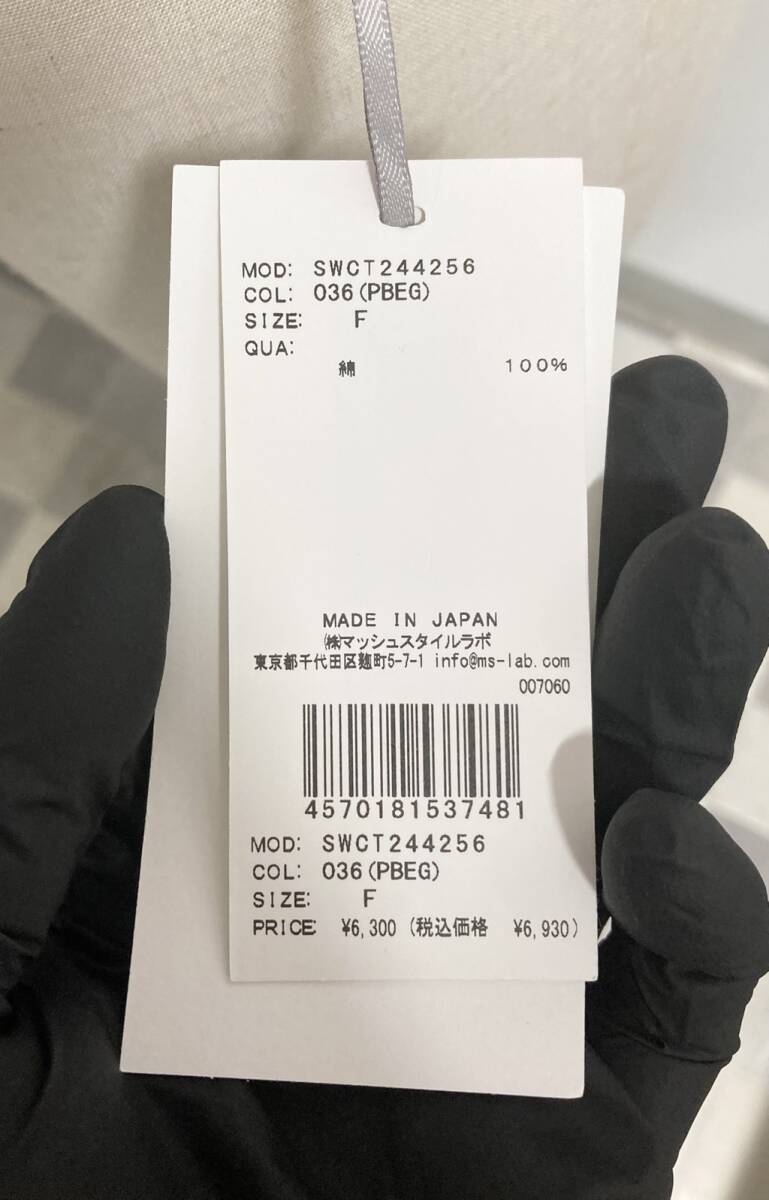 MOD: SWCT244256
COL: 036(PBEG)
SIZE: F
QUA:
綿 100%
MADE IN JAPAN
㈱マッシュスタイルラボ
東京都千代田区麹町5-7-1 info@ms-lab.com
007060
4570181537481
MOD: SWCT244256
COL: 036(PBEG)
SIZE: F
PRICE: ¥6,300 (税込価格 ¥6,930)